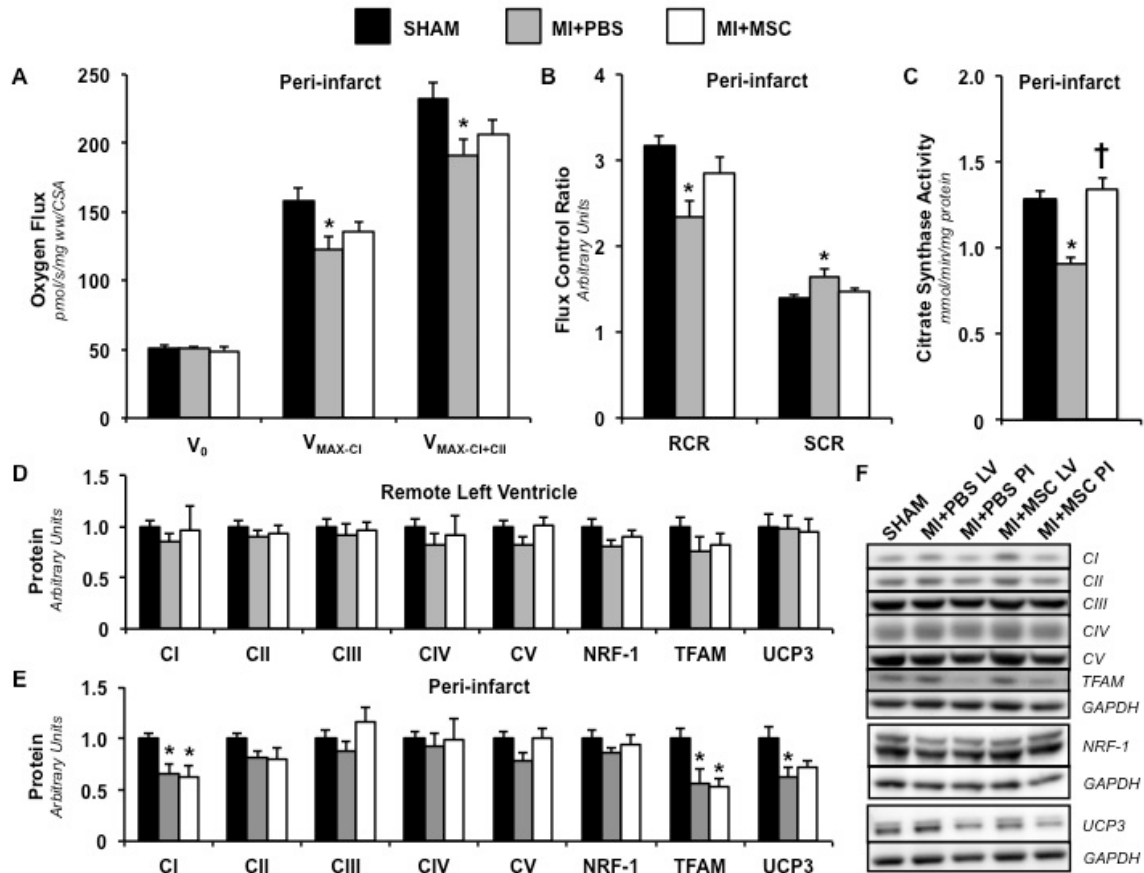 SHAM MI+PBS MI+MSC
A
Peri-infarct
Oxygen Flux
pmol/s/mg ww/CSA
250
200
150
100
50
0
*
*
V0 VMAX-CI VMAX-CI+CII
B
Peri-infarct
Flux Control Ratio
Arbitrary Units
4
3
2
1
0
*
*
RCR SCR
C
Peri-infarct
Citrate Synthase Activity
mmol/min/mg protein
2.0
1.5
1.0
0.5
0.0
*
†
D
Remote Left Ventricle
Protein
Arbitrary Units
1.5
1.0
0.5
0
CI CII CIII CIV CV NRF-1 TFAM UCP3
E
Peri-infarct
Protein
Arbitrary Units
1.5
1.0
0.5
0
* *
* *
*
CI CII CIII CIV CV NRF-1 TFAM UCP3
F
SHAM
MI+PBS LV
MI+PBS PI
MI+MSC LV
MI+MSC PI
CI
CII
CIII
CIV
CV
TFAM
GAPDH
NRF-1
GAPDH
UCP3
GAPDH